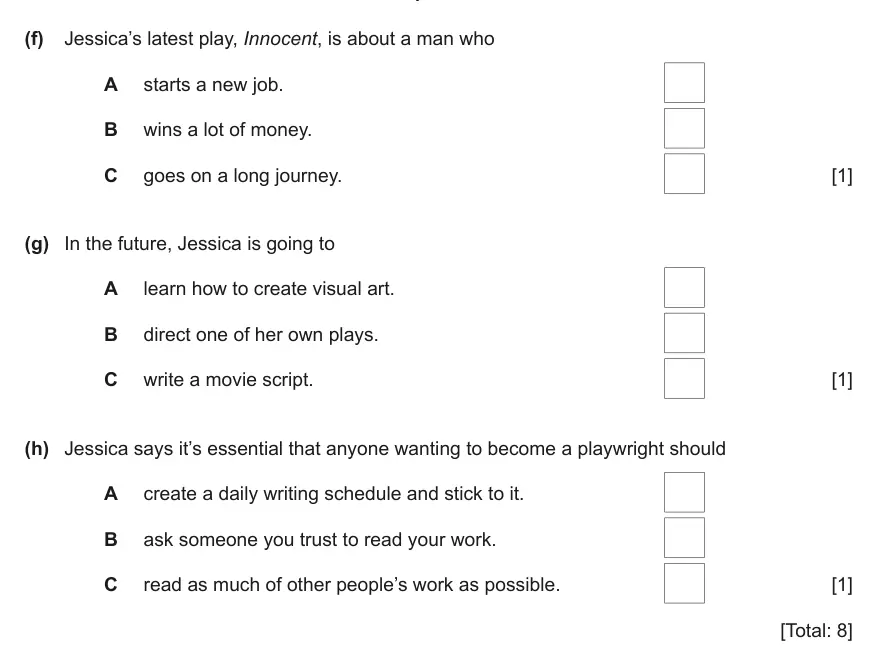 (f) Jessica's latest play, Innocent, is about a man who
A starts a new job.
B wins a lot of money.
C goes on a long journey. [1]
(g) In the future, Jessica is going to
A learn how to create visual art.
B direct one of her own plays.
C write a movie script. [1]
(h) Jessica says it's essential that anyone wanting to become a playwright should
A create a daily writing schedule and stick to it.
B ask someone you trust to read your work.
C read as much of other people's work as possible. [1]
[Total: 8]